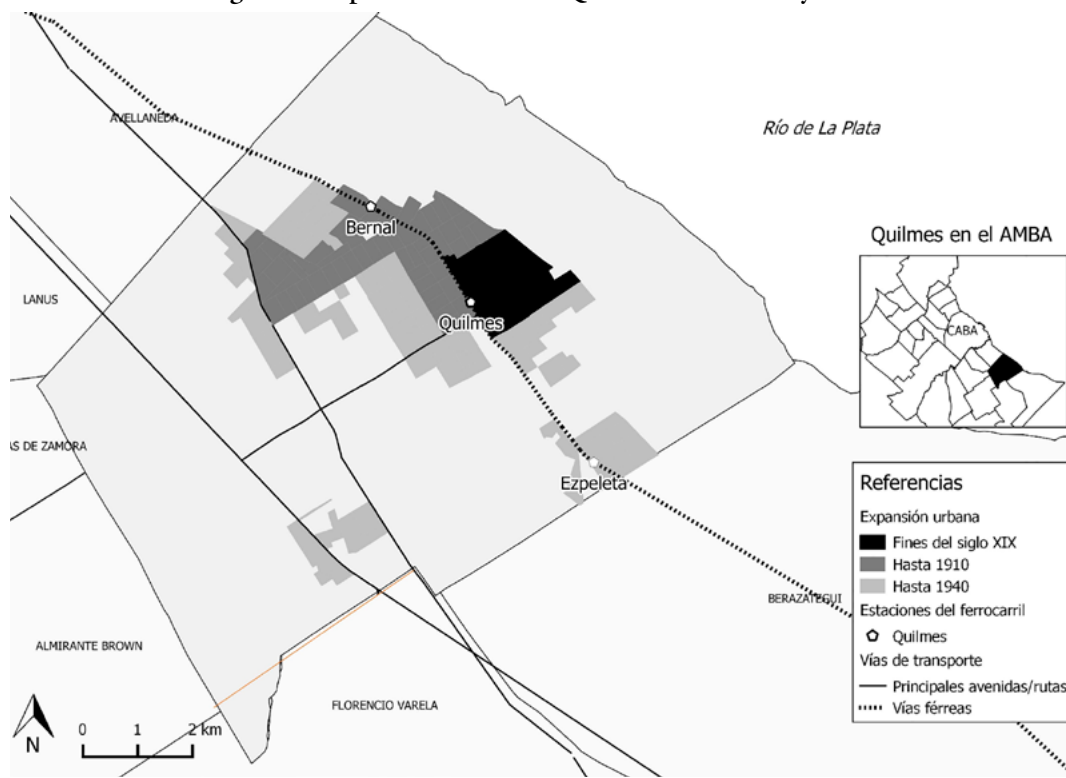 AVELLANEDA
Río de La Plata
Bernal
Quilmes en el AMBA
LANUS
Quilmes
CABA
AS DE ZAMORA
Ezpeleta
Referencias
Expansión urbana
Fines del siglo XIX
Hasta 1910
Hasta 1940
BERAZATEGUI
Estaciones del ferrocarril
Quilmes
ALMIRANTE BROWN
Vías de transporte
Principales avenidas/rutas
FLORENCIO VARELA
Vías férreas
0 1 2 km
N